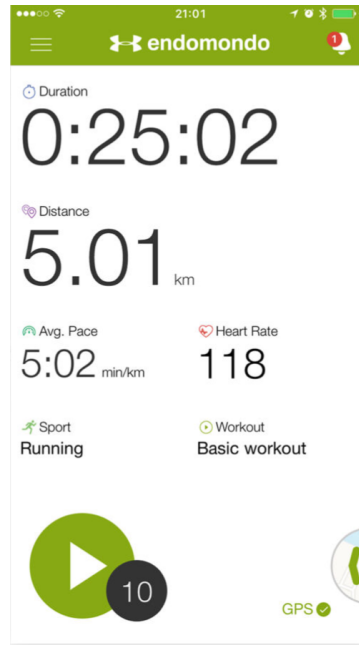 21:01
endomondo
1
Duration
0:25:02
Distance
5.01 km
Avg. Pace
Heart Rate
5:02 min/km
118
Sport
Workout
Running
Basic workout
10
GPS